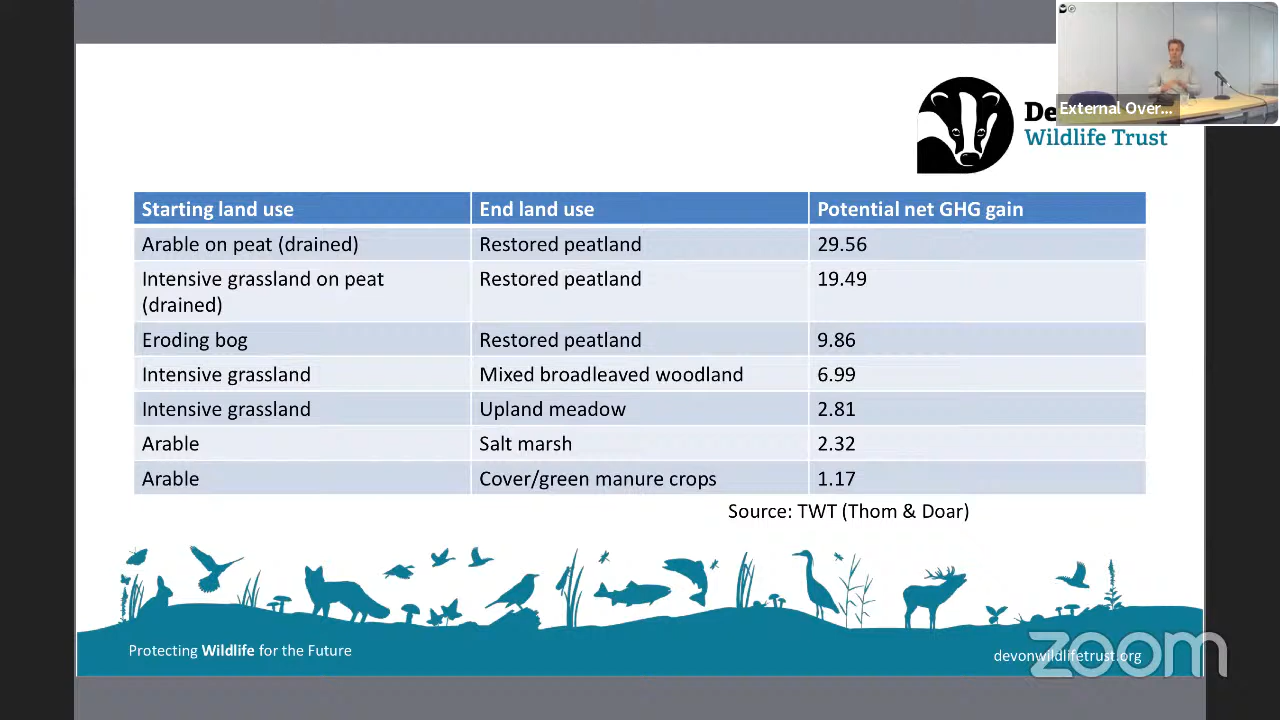 External Over...
De
Wildlife Trust
Starting land use End land use Potential net GHG gain
Arable on peat (drained) Restored peatland 29.56
Intensive grassland on peat (drained) Restored peatland 19.49
Eroding bog Restored peatland 9.86
Intensive grassland Mixed broadleaved woodland 6.99
Intensive grassland Upland meadow 2.81
Arable Salt marsh 2.32
Arable Cover/green manure crops 1.17
Source: TWT (Thom & Doar)
Protecting Wildlife for the Future
devonwildlifetrust.org
zoom